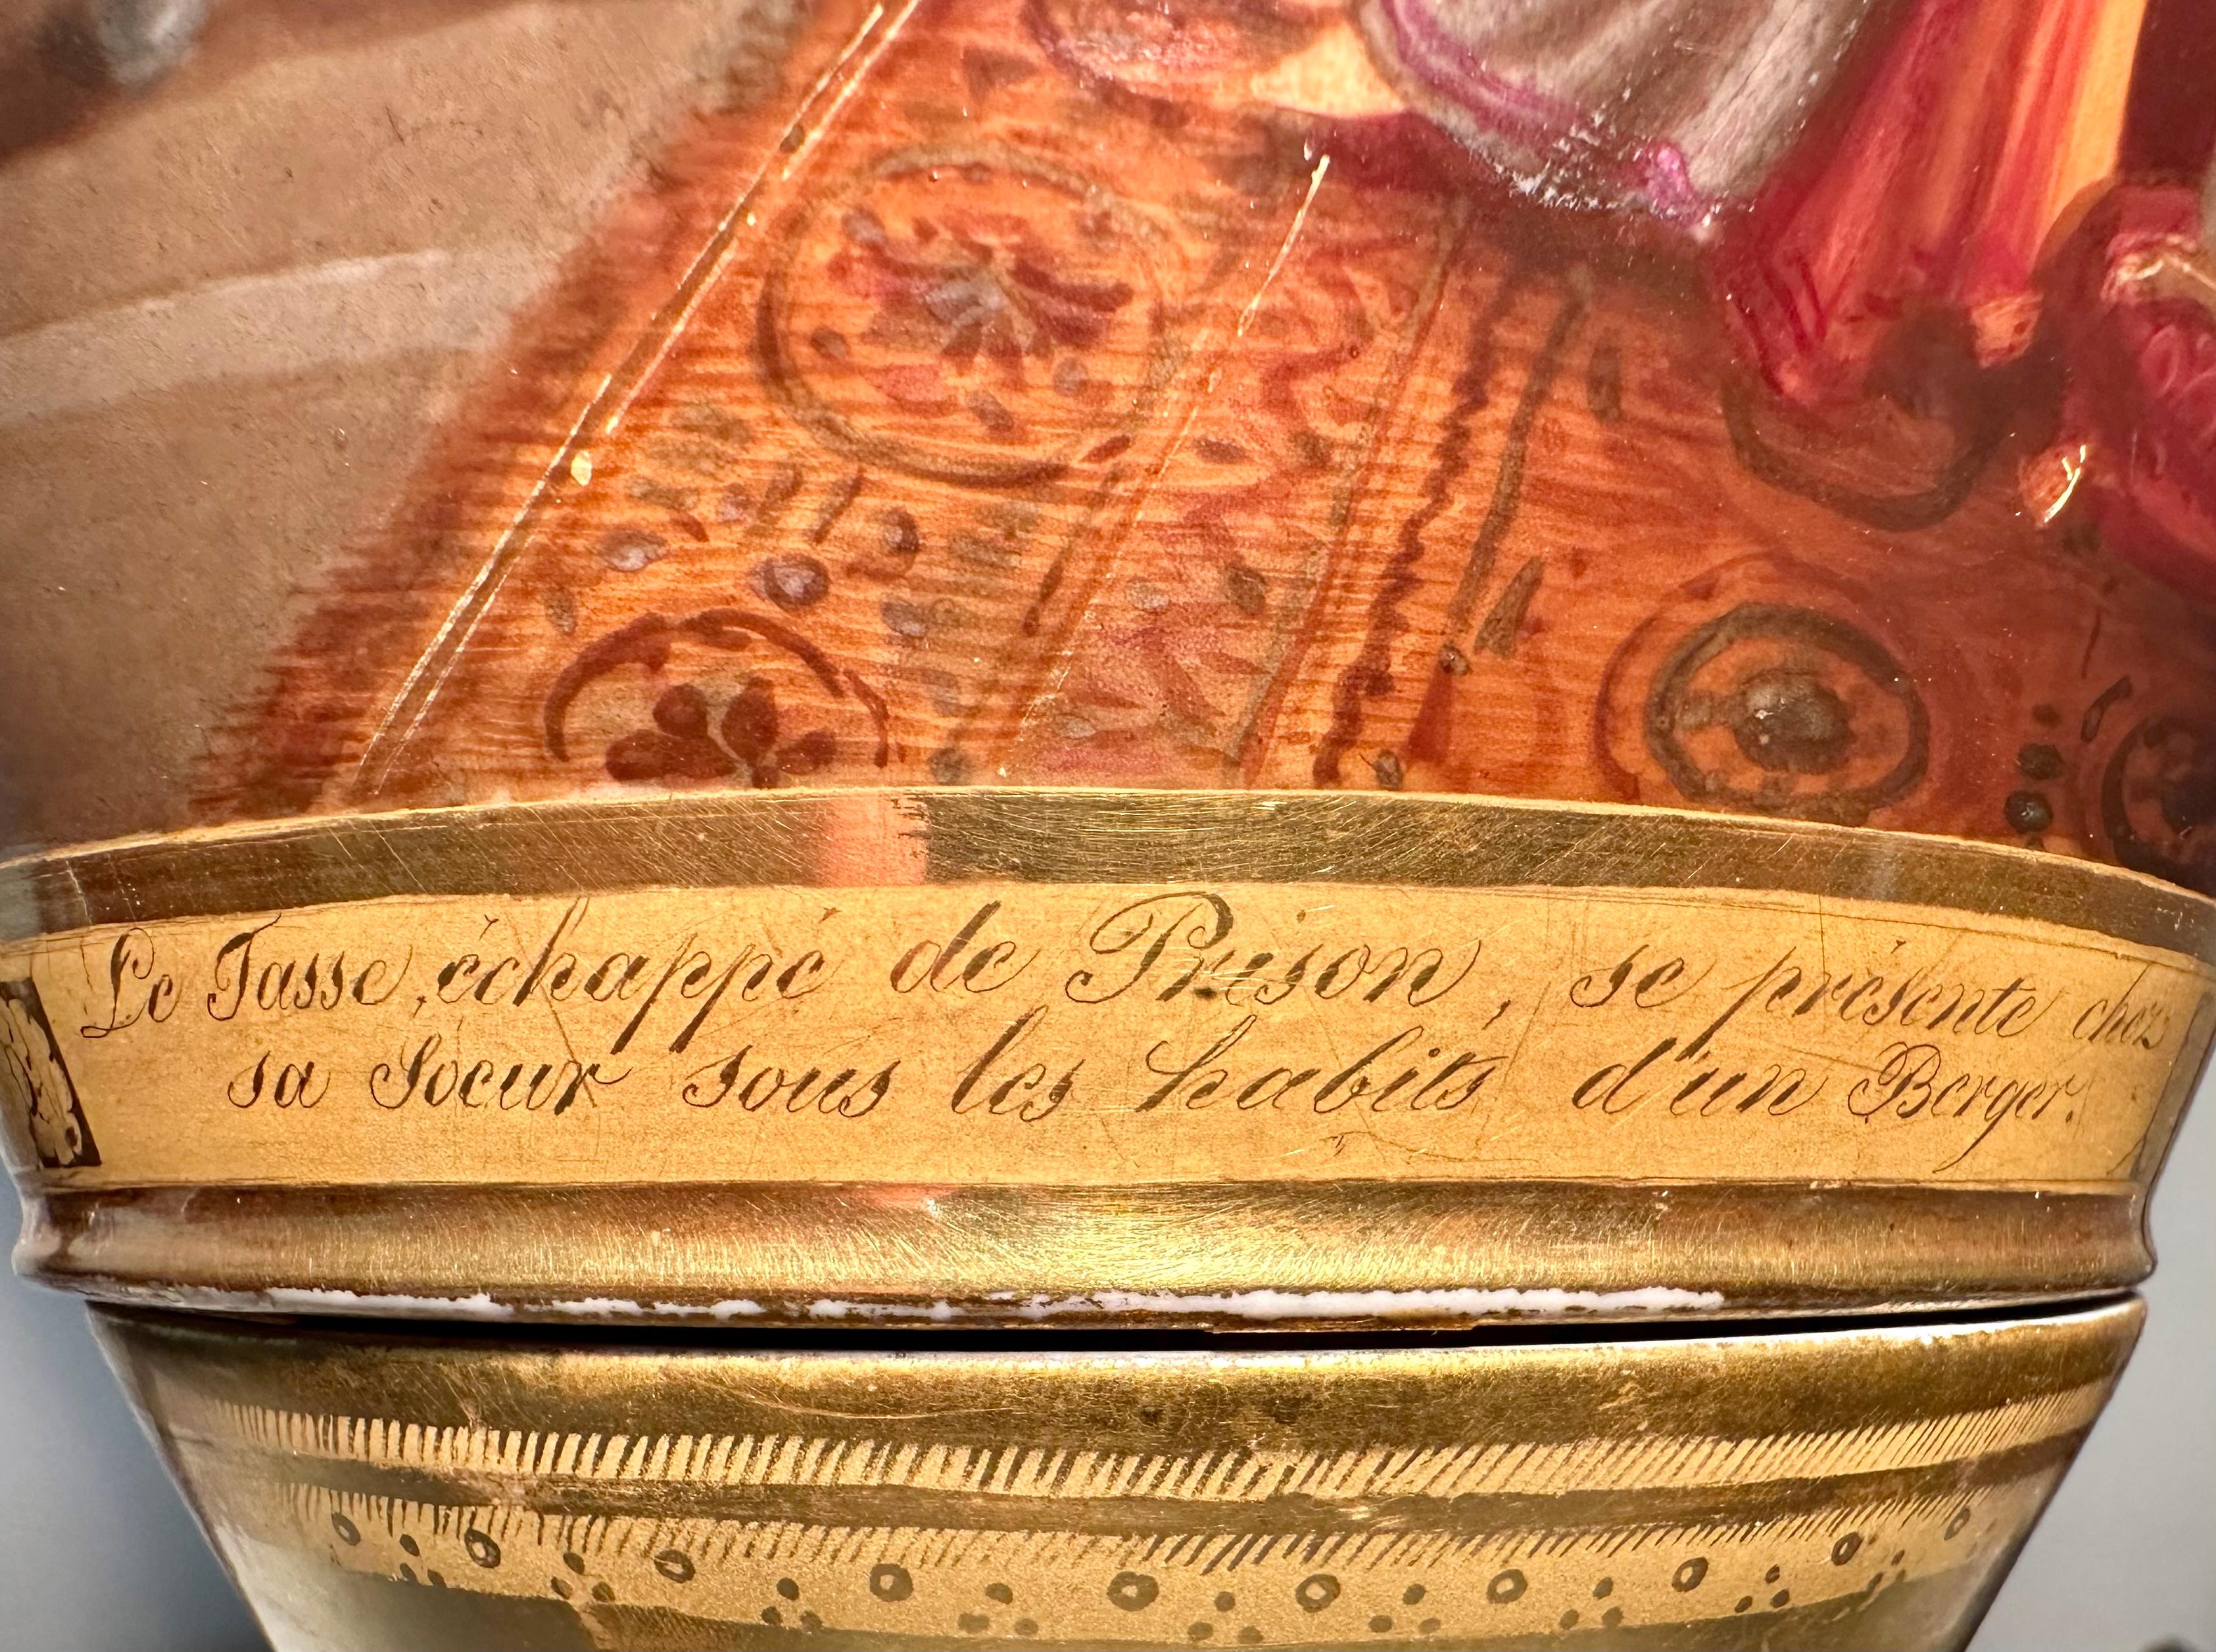 Le Tasse, échappé de Prison, se présente chez
sa Soeur sous les habits d'un Berger.